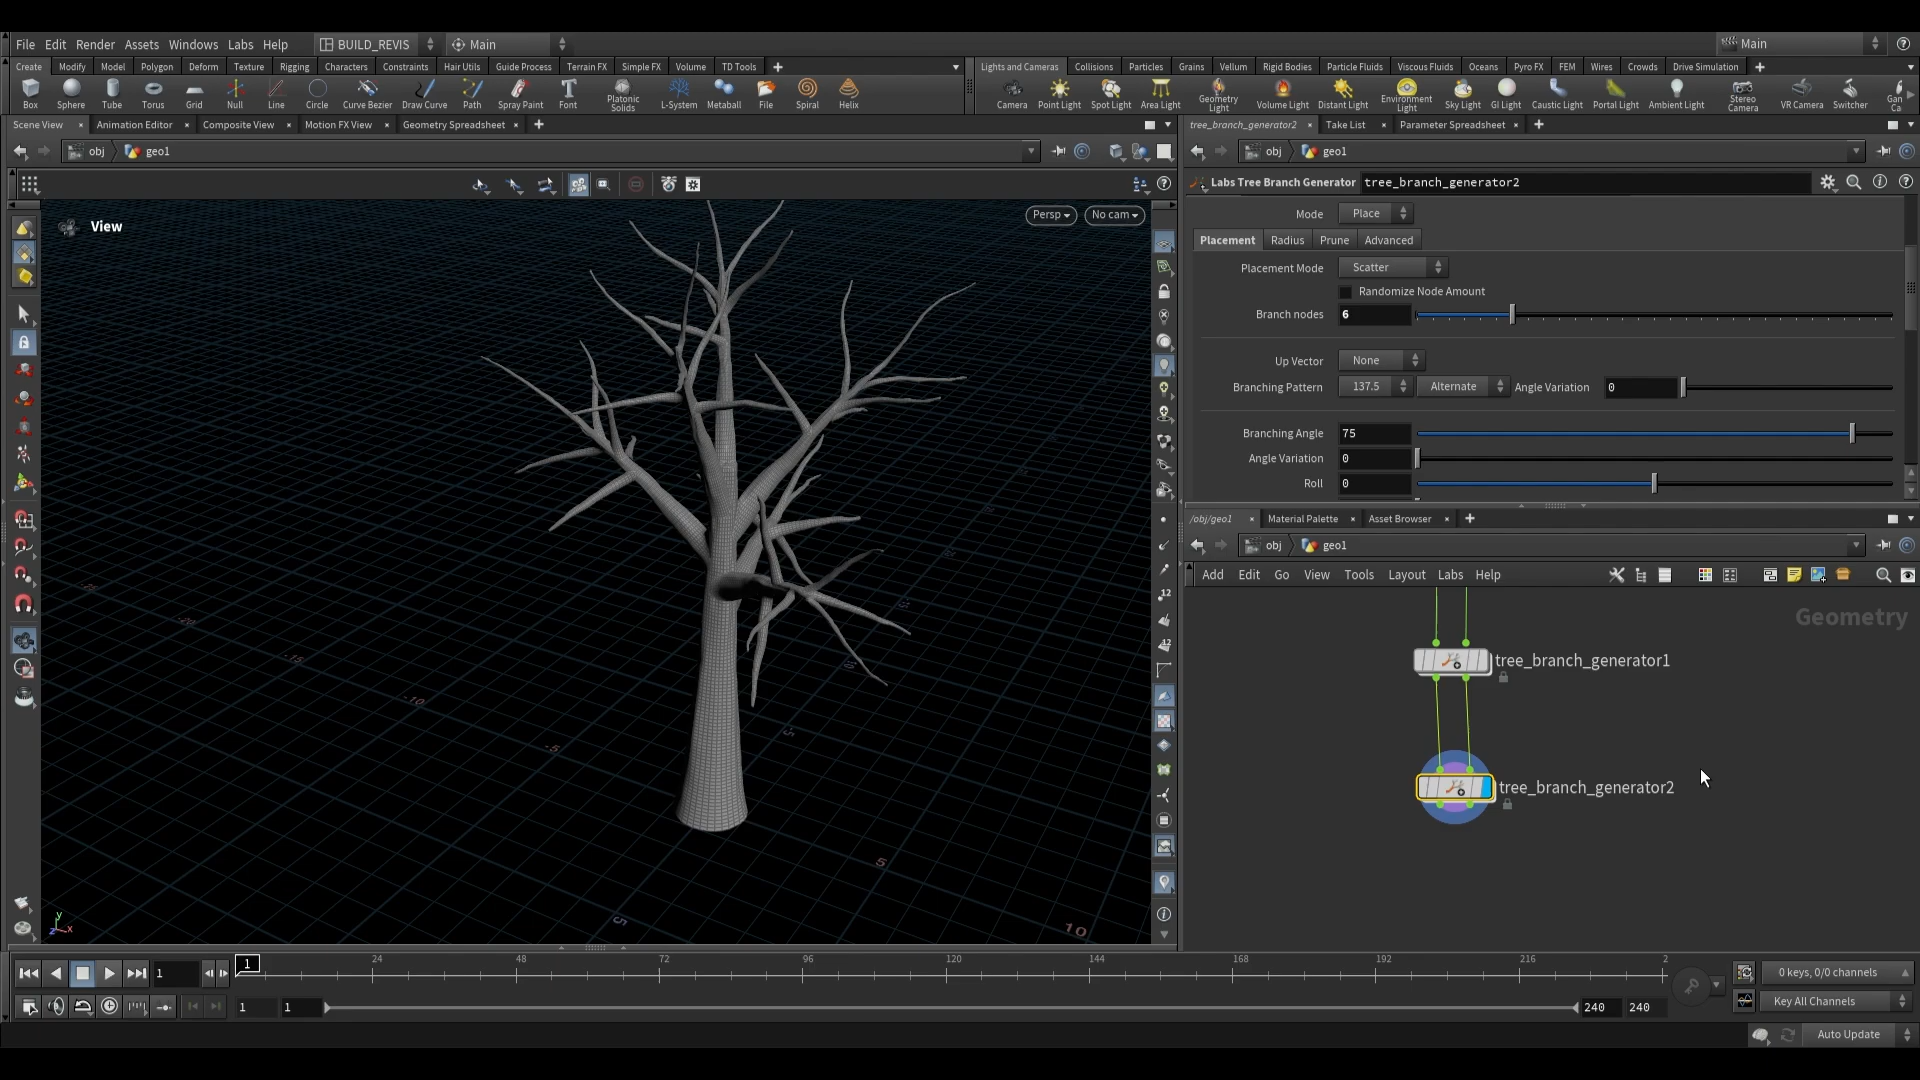 File Edit Render Assets Windows Labs Help BUILD_REVIS Main Main
Create Modify Model Polygon Deform Texture Rigging Characters Constraints Hair Utils Guide Process Terrain FX Simple FX Volume TD Tools
Lights and Cameras Collisions Particles Grains Vellum Rigid Bodies Particle Fluids Viscous Fluids Oceans Pyro FX FEM Wires Crowds Drive Simulation
Box Sphere Tube Torus Grid Null Line Circle Curve Bezier Draw Curve Path Spray Paint Font Platonic Solids L-System Metaball File Spiral Helix
Camera Point Light Spot Light Area Light Geometry Light Volume Light Distant Light Environment Light Sky Light GI Light Caustic Light Portal Light Ambient Light Stereo Camera VR Camera Switcher Gan Ca
Scene View Animation Editor Composite View Motion FX View Geometry Spreadsheet
tree_branch_generator2 Take List Parameter Spreadsheet
obj geo1
obj geo1
Labs Tree Branch Generator tree_branch_generator2
View
Persp No cam
Mode Place
Placement Radius Prune Advanced
Placement Mode Scatter
Randomize Node Amount
Branch nodes 6
Up Vector None
Branching Pattern 137.5 Alternate Angle Variation 0
Branching Angle 75
Angle Variation 0
Roll 0
/obj/geo1 Material Palette Asset Browser
obj geo1
Add Edit Go View Tools Layout Labs Help
Geometry
tree_branch_generator1
tree_branch_generator2
-15
-10
-5
5
5
10
y
z x
1 1 24 48 72 96 120 144 168 192 216 2
0 keys, 0/0 channels
1 1 240 240
Key All Channels
Auto Update